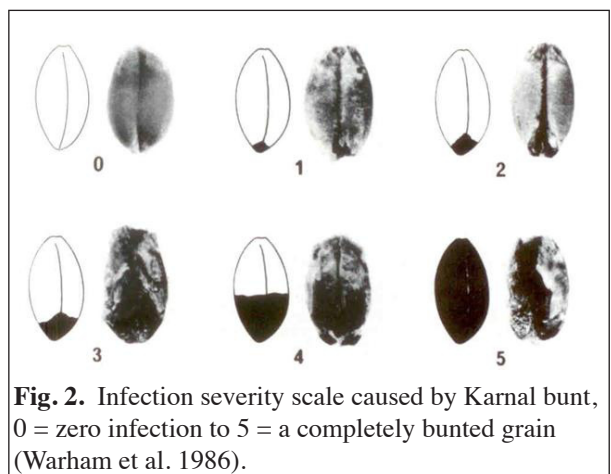 0
1
2
3
4
5
Fig. 2. Infection severity scale caused by Karnal bunt,
0 = zero infection to 5 = a completely bunted grain
(Warham et al. 1986).